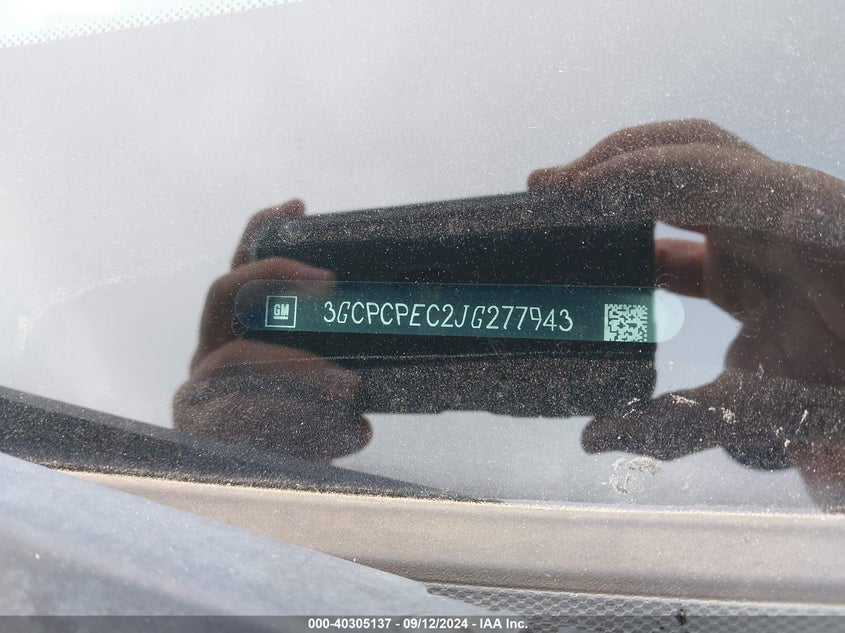 GM 3GCPCPEC2JG277943
000-40305137 - 09/12/2024 - IAA Inc.